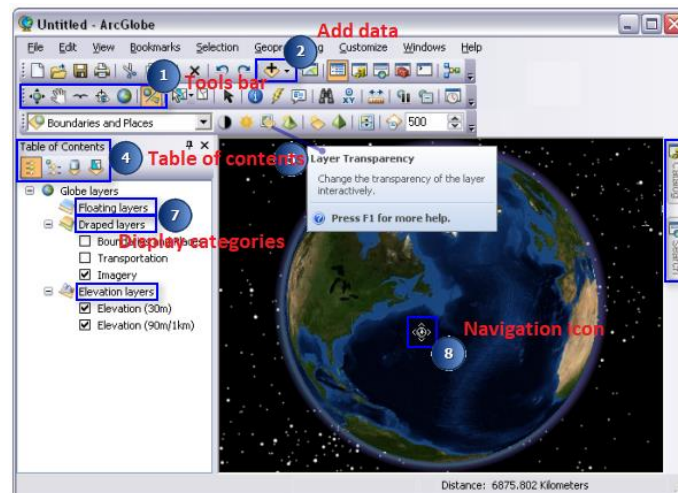 Untitled - ArcGlobe
Add data
File Edit View Bookmarks Selection Customize Windows Help
2
1
Tools bar
Boundaries and Places
500
Table of Contents
4
Table of contents
Layer Transparency
Change the transparency of the layer
interactively.
Press F1 for more help.
Globe layers
Floating layers
7
Draped layers
Display categories
Transportation
Imagery
Elevation layers
Elevation (30m)
Elevation (90m/1km)
Navigation icon
8
Catalog
Search
Distance: 6875.802 Kilometers